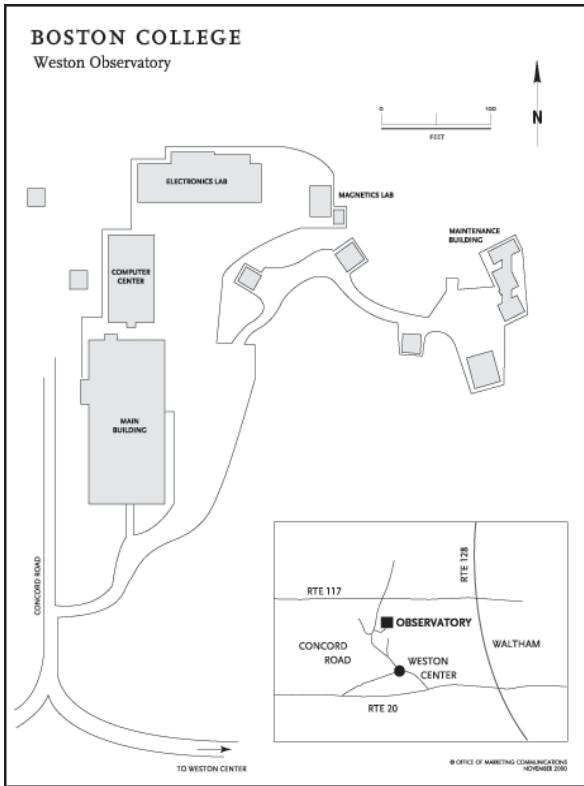 BOSTON COLLEGE
Weston Observatory
0
100
FEET
N
ELECTRONICS LAB
MAGNETICS LAB
MAINTENANCE
BUILDING
COMPUTER
CENTER
MAIN
BUILDING
CONCORD ROAD
RTE 128
RTE 117
OBSERVATORY
CONCORD
ROAD
WALTHAM
WESTON
CENTER
RTE 20
TO WESTON CENTER
© OFFICE OF MARKETING COMMUNICATIONS
NOVEMBER 2000